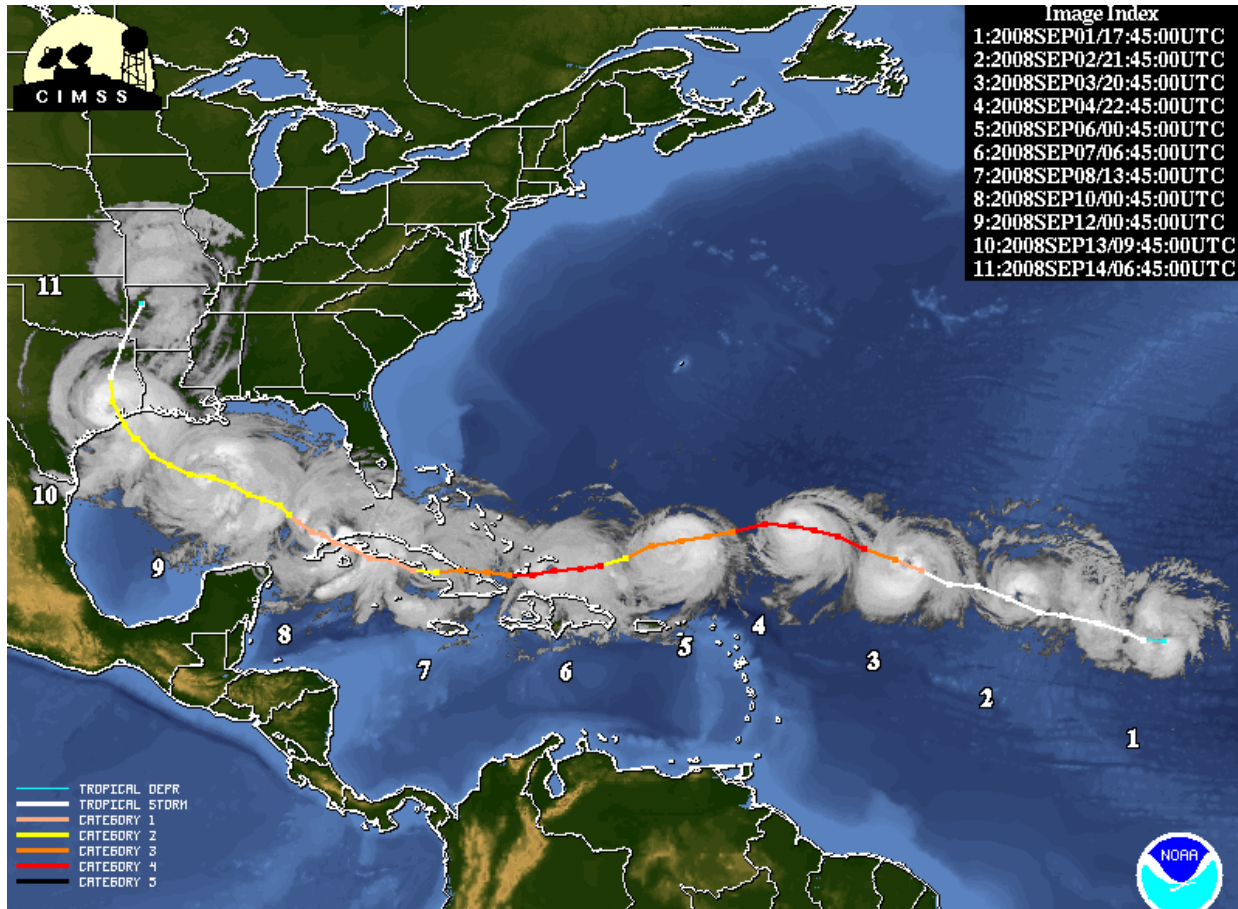 CIMSS
Image Index
1:2008SEP01/17:45:00UTC
2:2008SEP02/21:45:00UTC
3:2008SEP03/20:45:00UTC
4:2008SEP04/22:45:00UTC
5:2008SEP06/00:45:00UTC
6:2008SEP07/06:45:00UTC
7:2008SEP08/13:45:00UTC
8:2008SEP10/00:45:00UTC
9:2008SEP12/00:45:00UTC
10:2008SEP13/09:45:00UTC
11:2008SEP14/06:45:00UTC
11
10
9
8
7
6
5
4
3
2
1
TROPICAL DEPR
TROPICAL STORM
CATEGORY 1
CATEGORY 2
CATEGORY 3
CATEGORY 4
CATEGORY 5
NOAA